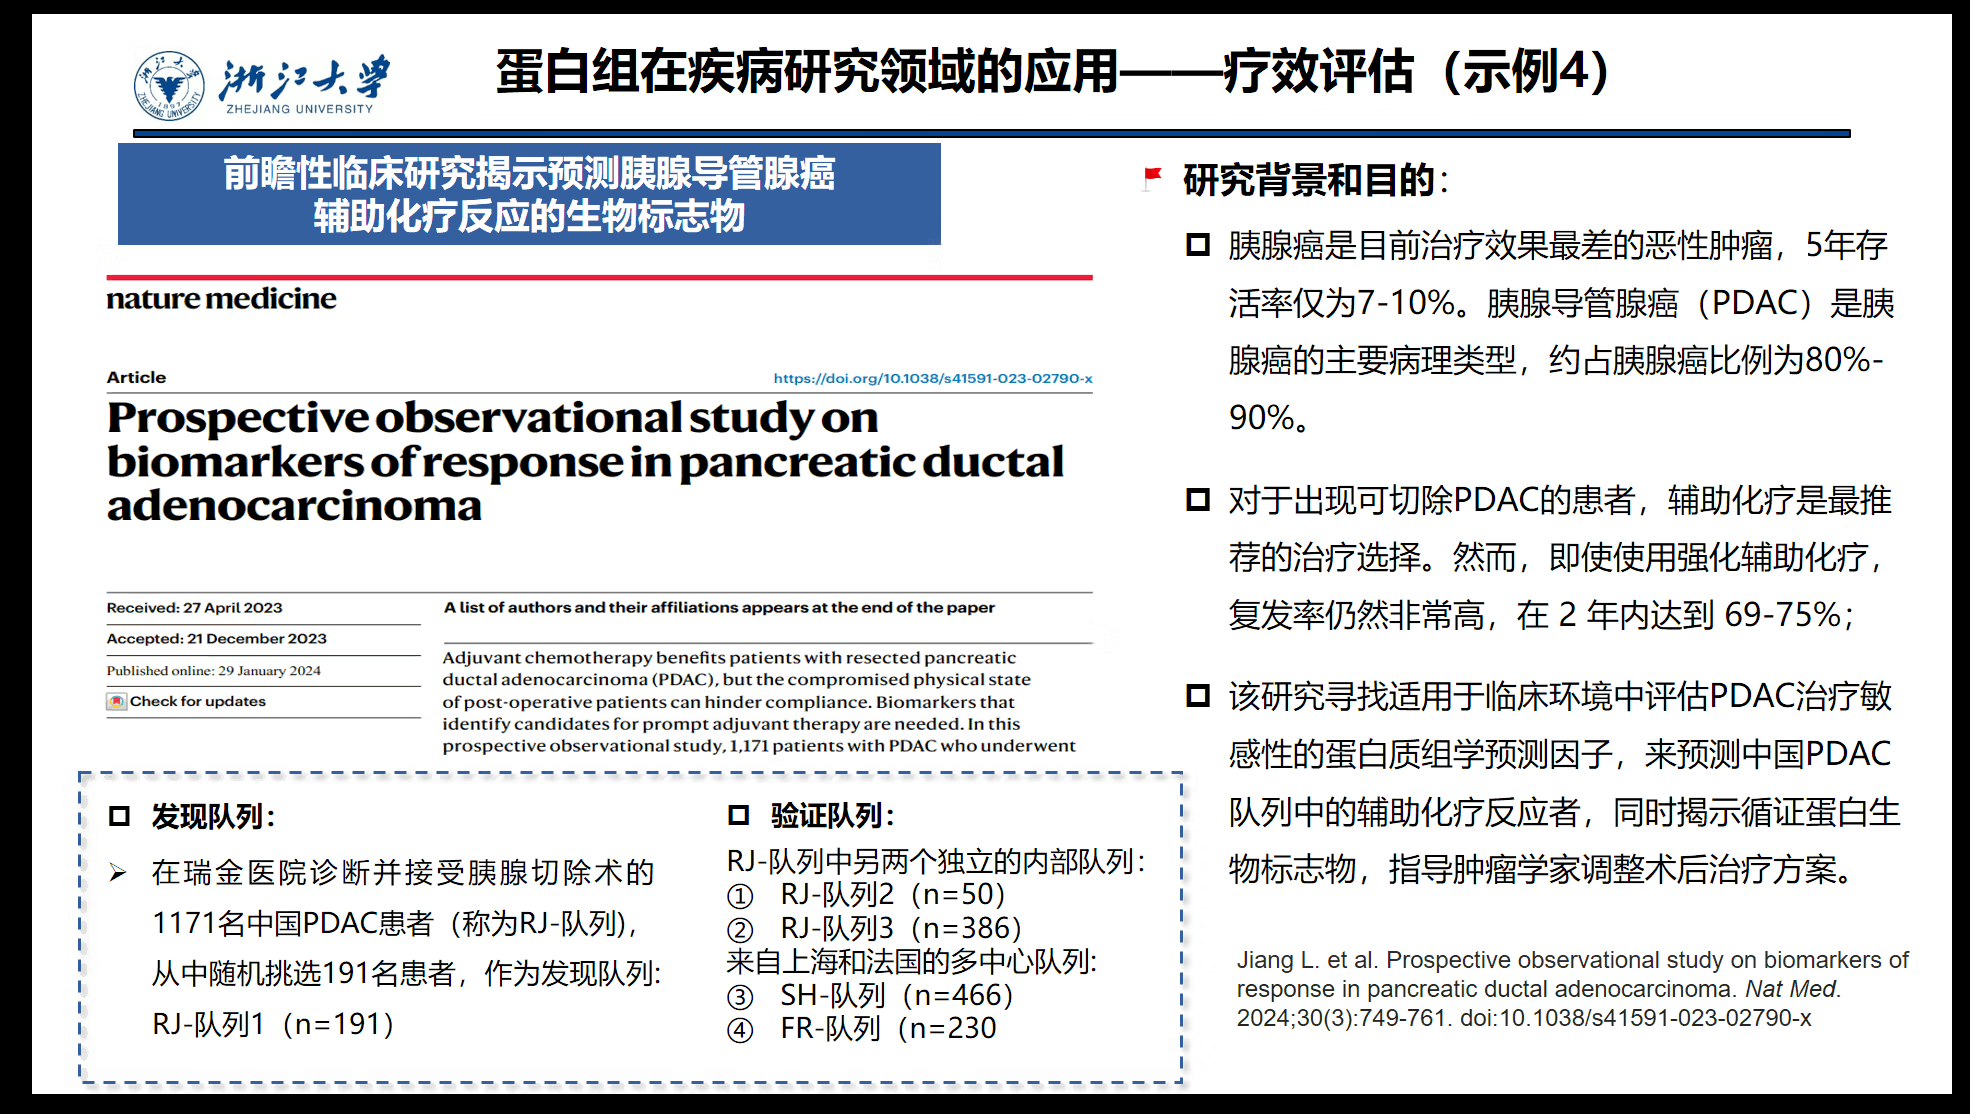 浙江大学
ZHEJIANG UNIVERSITY
蛋白组在疾病研究领域的应用——疗效评估（示例4）
前瞻性临床研究揭示预测胰腺导管腺癌
辅助化疗反应的生物标志物
nature medicine
Article
https://doi.org/10.1038/s41591-023-02790-x
Prospective observational study on
biomarkers of response in pancreatic ductal
adenocarcinoma
Received: 27 April 2023
Accepted: 21 December 2023
Published online: 29 January 2024
Check for updates
A list of authors and their affiliations appears at the end of the paper
Adjuvant chemotherapy benefits patients with resected pancreatic
ductal adenocarcinoma (PDAC), but the compromised physical state
of post-operative patients can hinder compliance. Biomarkers that
identify candidates for prompt adjuvant therapy are needed. In this
prospective observational study, 1,171 patients with PDAC who underwent
发现队列：
在瑞金医院诊断并接受胰腺切除术的
1171名中国PDAC患者（称为RJ-队列)，
从中随机挑选191名患者，作为发现队列:
RJ-队列1（n=191）
验证队列：
RJ-队列中另两个独立的内部队列：
① RJ-队列2（n=50）
② RJ-队列3（n=386）
来自上海和法国的多中心队列:
③ SH-队列（n=466）
④ FR-队列（n=230
研究背景和目的：
胰腺癌是目前治疗效果最差的恶性肿瘤，5年存
活率仅为7-10%。胰腺导管腺癌（PDAC）是胰
腺癌的主要病理类型，约占胰腺癌比例为80%-
90%。
对于出现可切除PDAC的患者，辅助化疗是最推
荐的治疗选择。然而，即使使用强化辅助化疗，
复发率仍然非常高，在 2 年内达到 69-75%；
该研究寻找适用于临床环境中评估PDAC治疗敏
感性的蛋白质组学预测因子，来预测中国PDAC
队列中的辅助化疗反应者，同时揭示循证蛋白生
物标志物，指导肿瘤学家调整术后治疗方案。
Jiang L. et al. Prospective observational study on biomarkers of
response in pancreatic ductal adenocarcinoma. Nat Med.
2024;30(3):749-761. doi:10.1038/s41591-023-02790-x